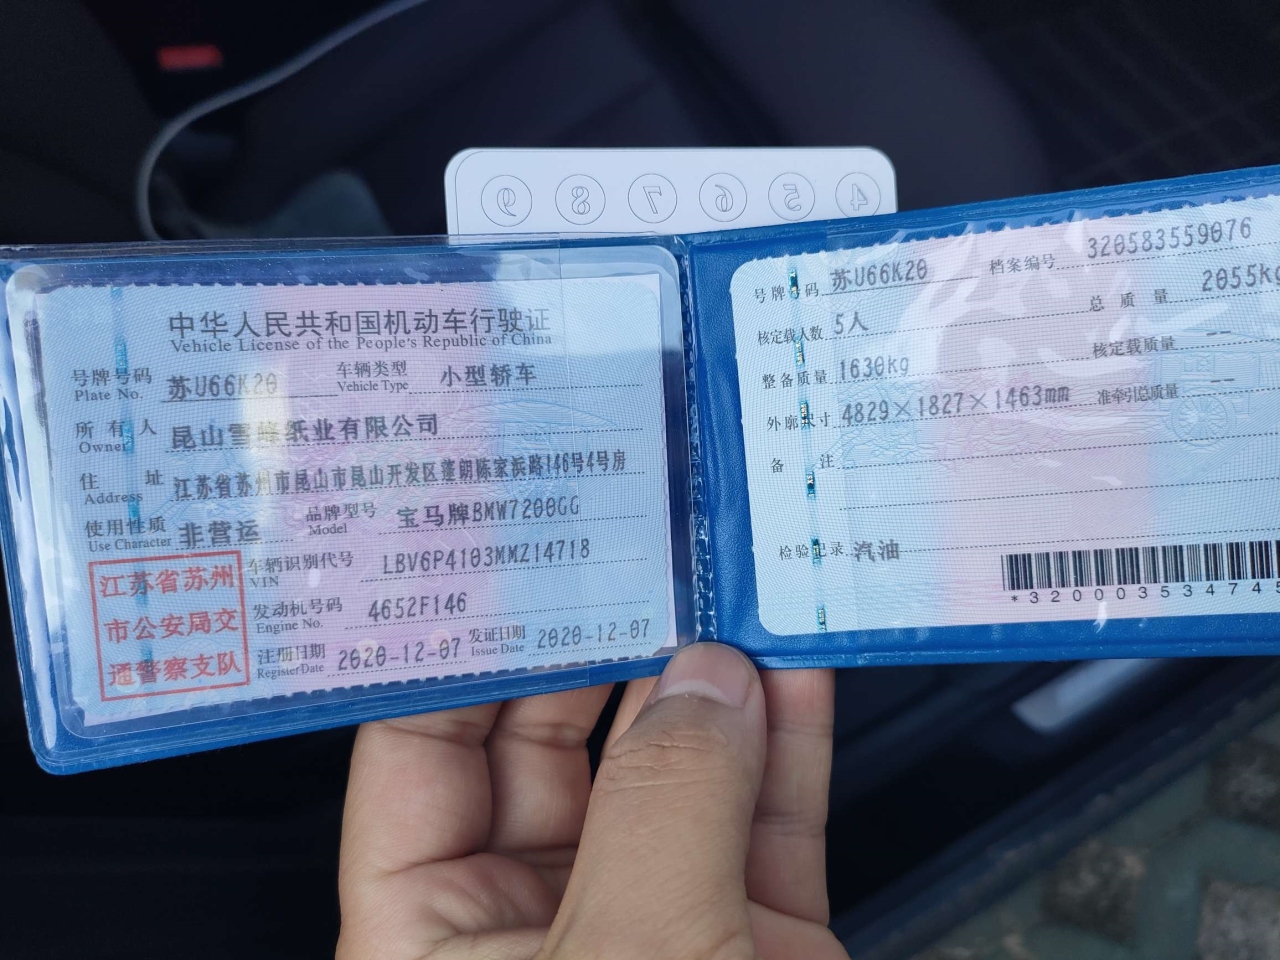 ⑨ ⑧ ⑦ ⑥ ⑤ ④
中华人民共和国机动车行驶证
Vehicle License of the People's Republic of China
号牌号码 苏U66K20 车辆类型 小型轿车
Plate No. Vehicle Type
所有人 昆山雪峰纸业有限公司
Owner
住址 江苏省苏州市昆山市昆山开发区蓬朗陈家浜路146号4号房
Address
使用性质 非营运 品牌型号 宝马牌BMW7200GG
Use Character Model
江苏省苏州
市公安局交
通警察支队
车辆识别代号 LBV6P4103MMZ14718
VIN
发动机号码 4652F146
Engine No.
注册日期 2020-12-07 发证日期 2020-12-07
Register Date Issue Date
号牌号码 苏U66K20 档案编号 320583559076
核定载人数 5人 总质量 2055kg
整备质量 1630kg 核定载质量 --
外廓尺寸 4829×1827×1463mm 准牵引总质量 --
备注
检验记录 汽油
*320003534745